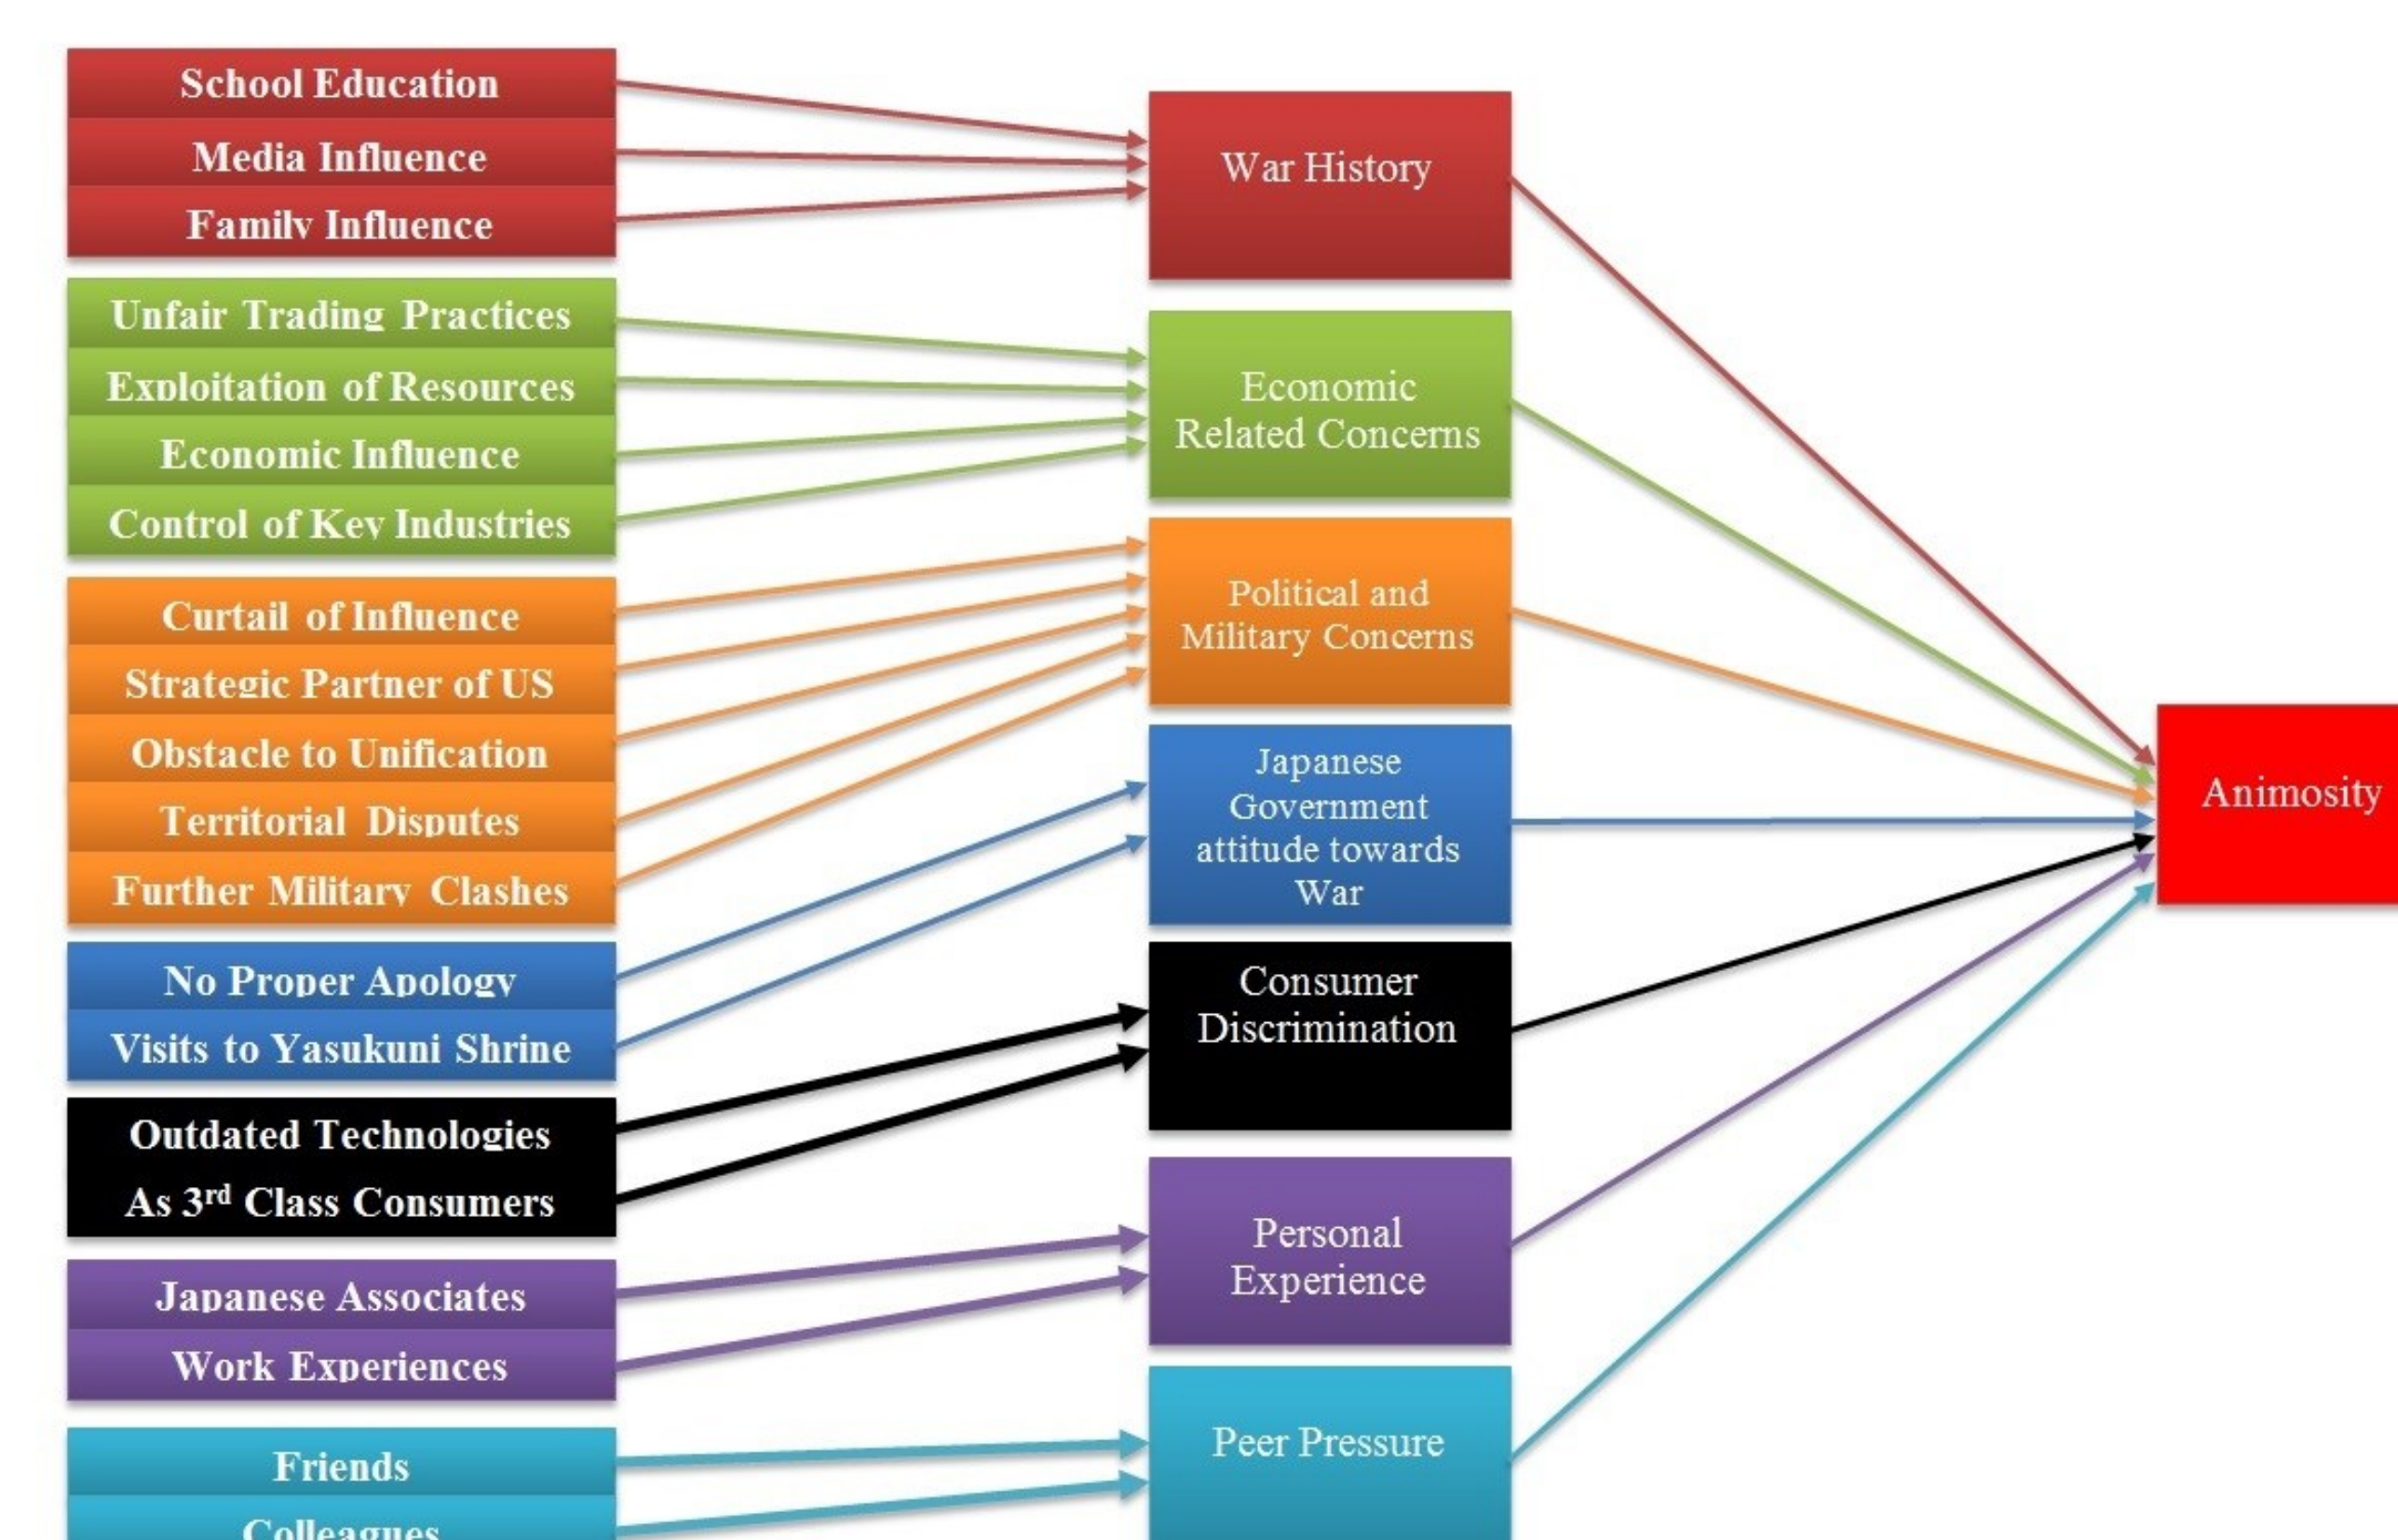 School Education
Media Influence
Family Influence
Unfair Trading Practices
Exploitation of Resources
Economic Influence
Control of Key Industries
Curtail of Influence
Strategic Partner of US
Obstacle to Unification
Territorial Disputes
Further Military Clashes
No Proper Apology
Visits to Yasukuni Shrine
Outdated Technologies
As 3rd Class Consumers
Japanese Associates
Work Experiences
Friends
Colleagues
War History
Economic
Related Concerns
Political and
Military Concerns
Japanese
Government
attitude towards
War
Consumer
Discrimination
Personal
Experience
Peer Pressure
Animosity